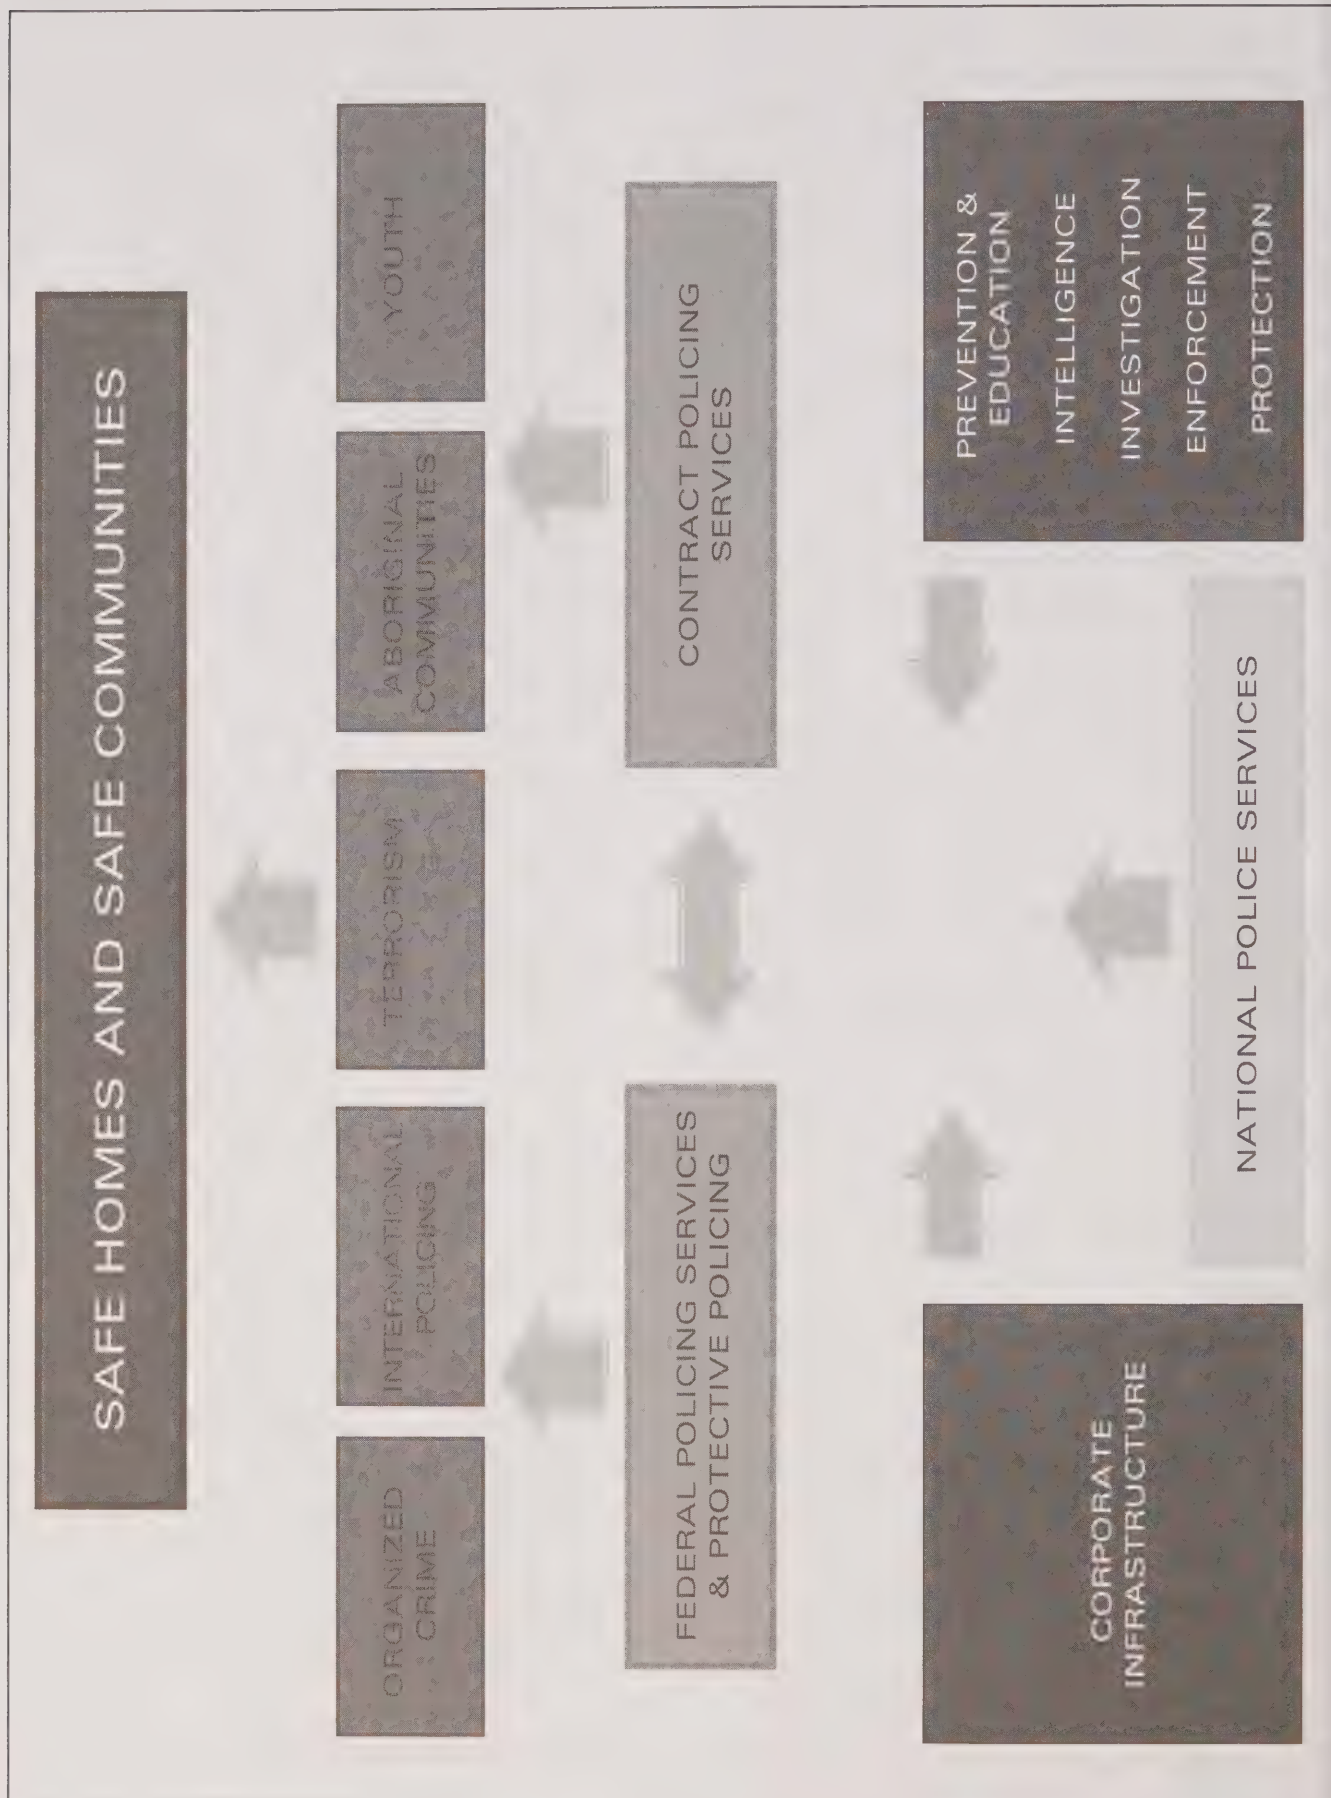 SAFE HOMES AND SAFE COMMUNITIES
ORGANIZED
CRIME
INTERNATIONAL
POLICING
TERRORISM
ABORIGINAL
COMMUNITIES
YOUTH
FEDERAL POLICING SERVICES
& PROTECTIVE POLICING
CONTRACT POLICING
SERVICES
CORPORATE
INFRASTRUCTURE
NATIONAL POLICE SERVICES
PREVENTION &
EDUCATION
INTELLIGENCE
INVESTIGATION
ENFORCEMENT
PROTECTION